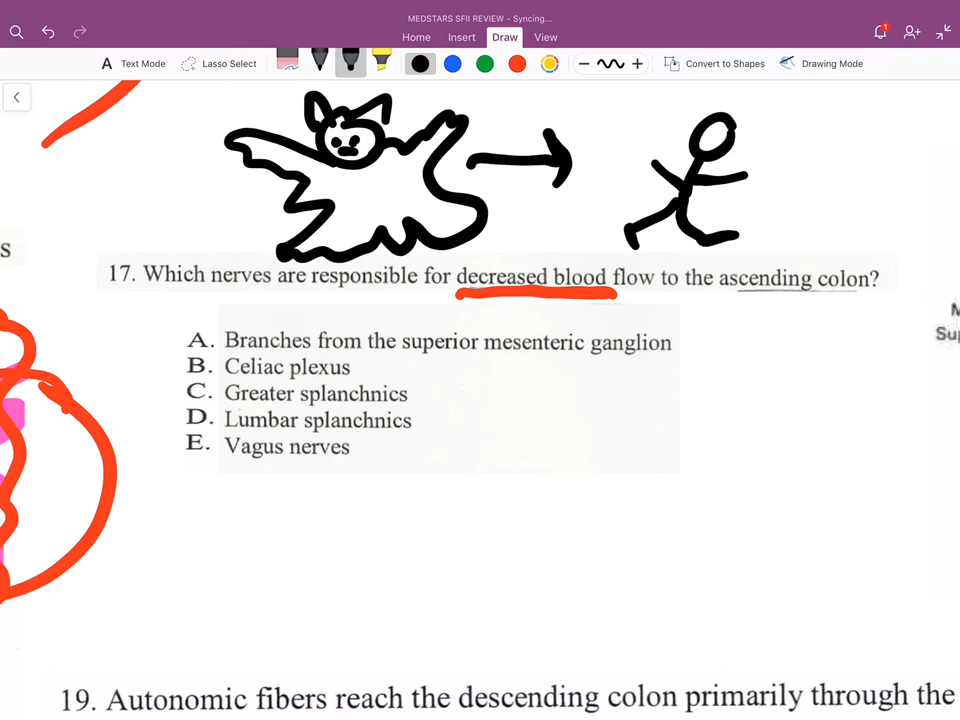 MEDSTARS SFII REVIEW - Syncing...
Home Insert Draw View
1
A Text Mode Lasso Select Convert to Shapes Drawing Mode
s
17. Which nerves are responsible for decreased blood flow to the ascending colon?
A. Branches from the superior mesenteric ganglion
B. Celiac plexus
C. Greater splanchnics
D. Lumbar splanchnics
E. Vagus nerves
19. Autonomic fibers reach the descending colon primarily through the